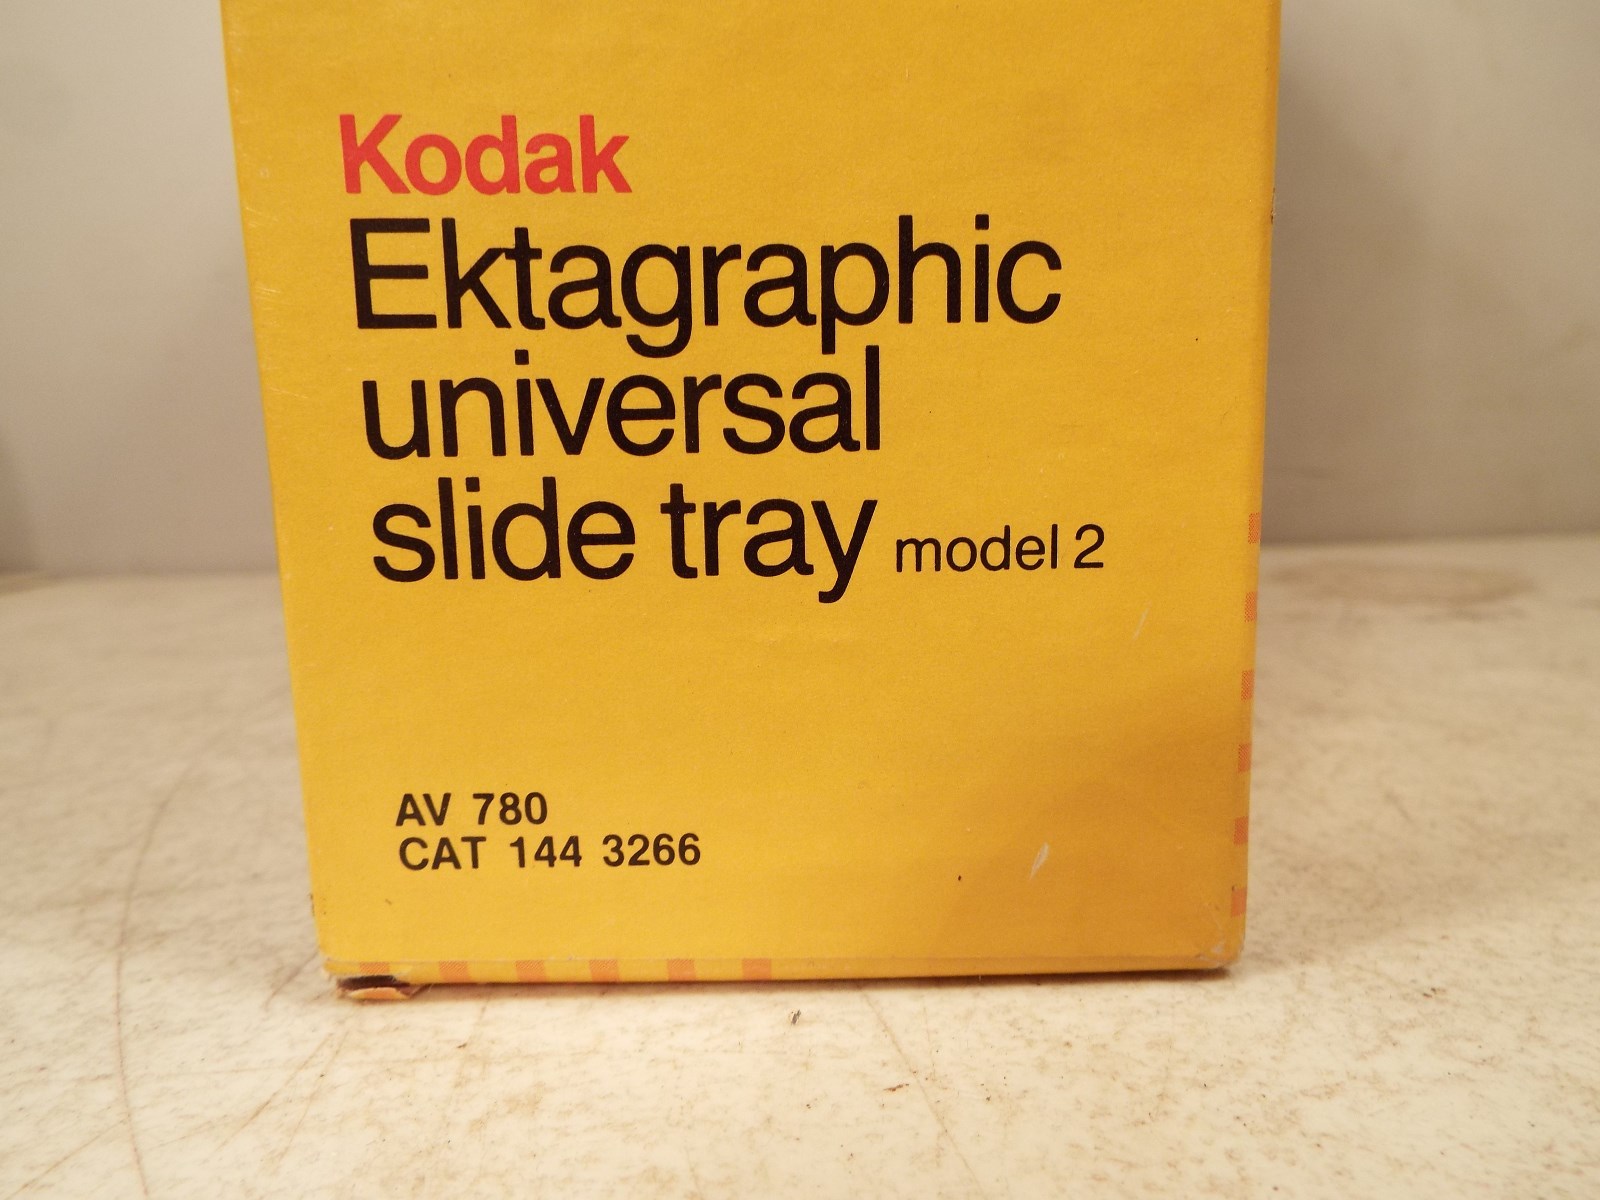 Kodak
Ektagraphic
universal
slide tray model 2
AV 780
CAT 144 3266